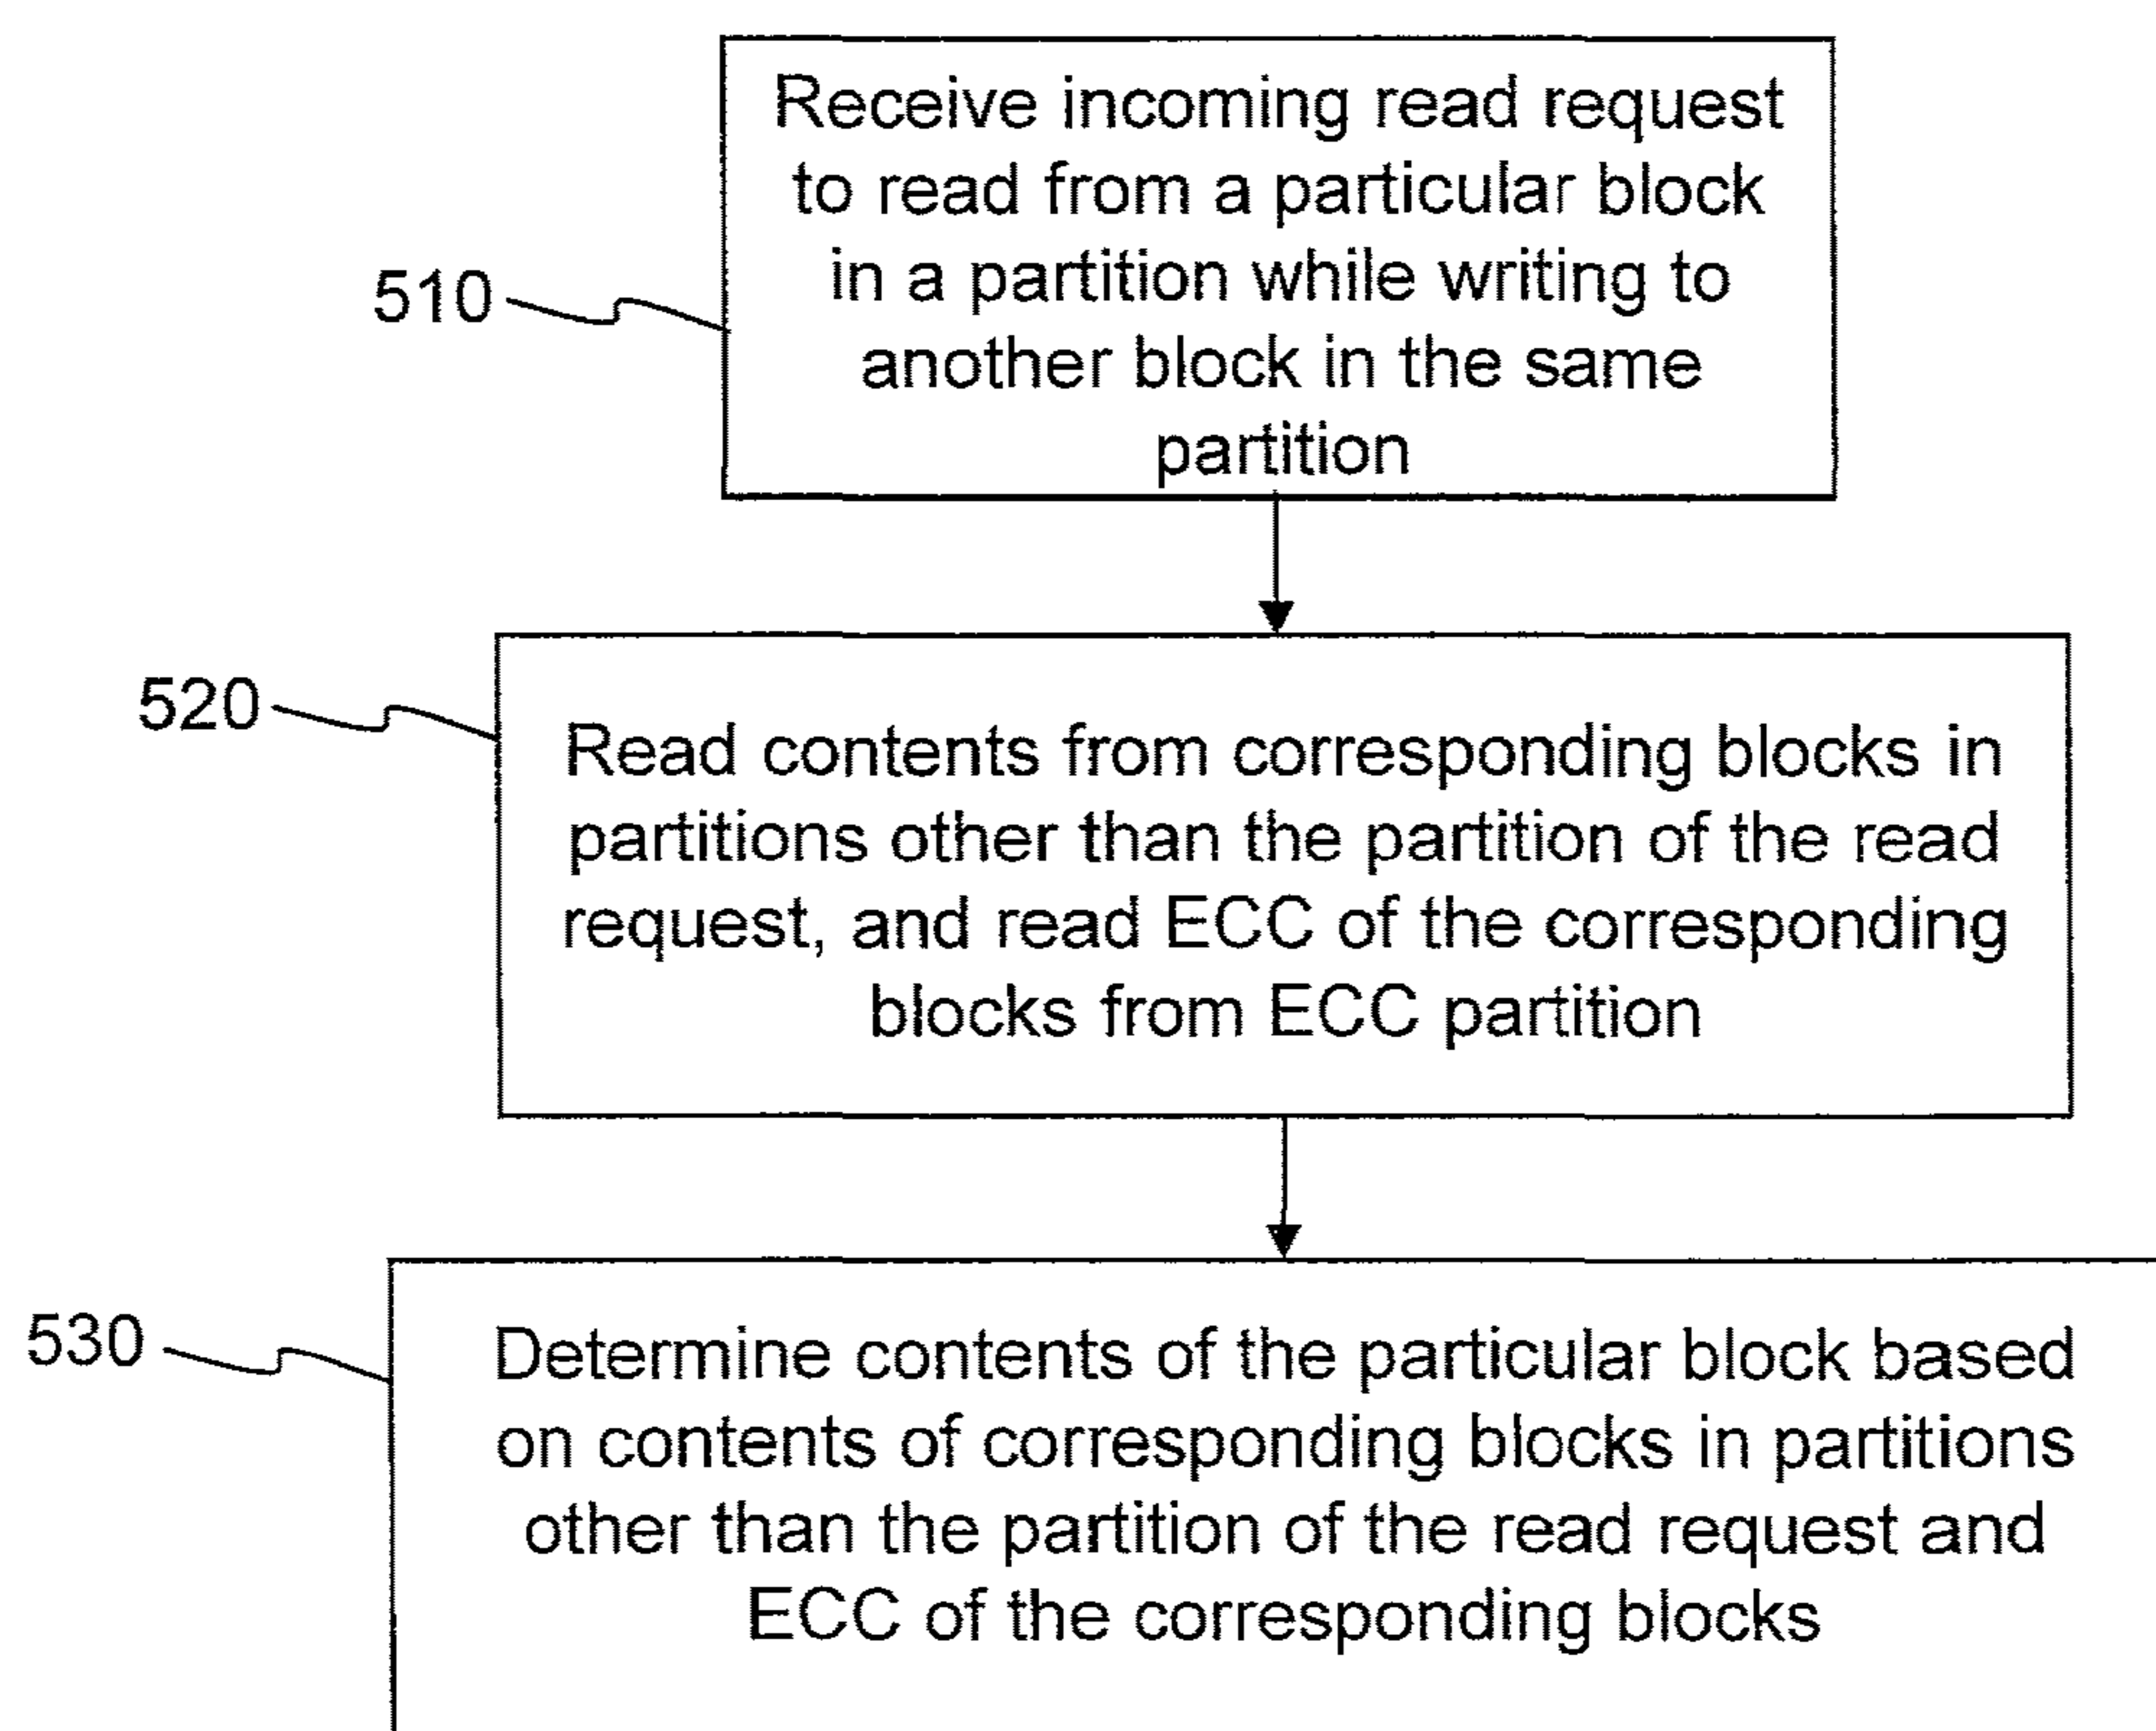 Receive incoming read request
to read from a particular block
in a partition while writing to
another block in the same
partition
510
520
Read contents from corresponding blocks in
partitions other than the partition of the read
request, and read ECC of the corresponding
blocks from ECC partition
530
Determine contents of the particular block based
on contents of corresponding blocks in partitions
other than the partition of the read request and
ECC of the corresponding blocks